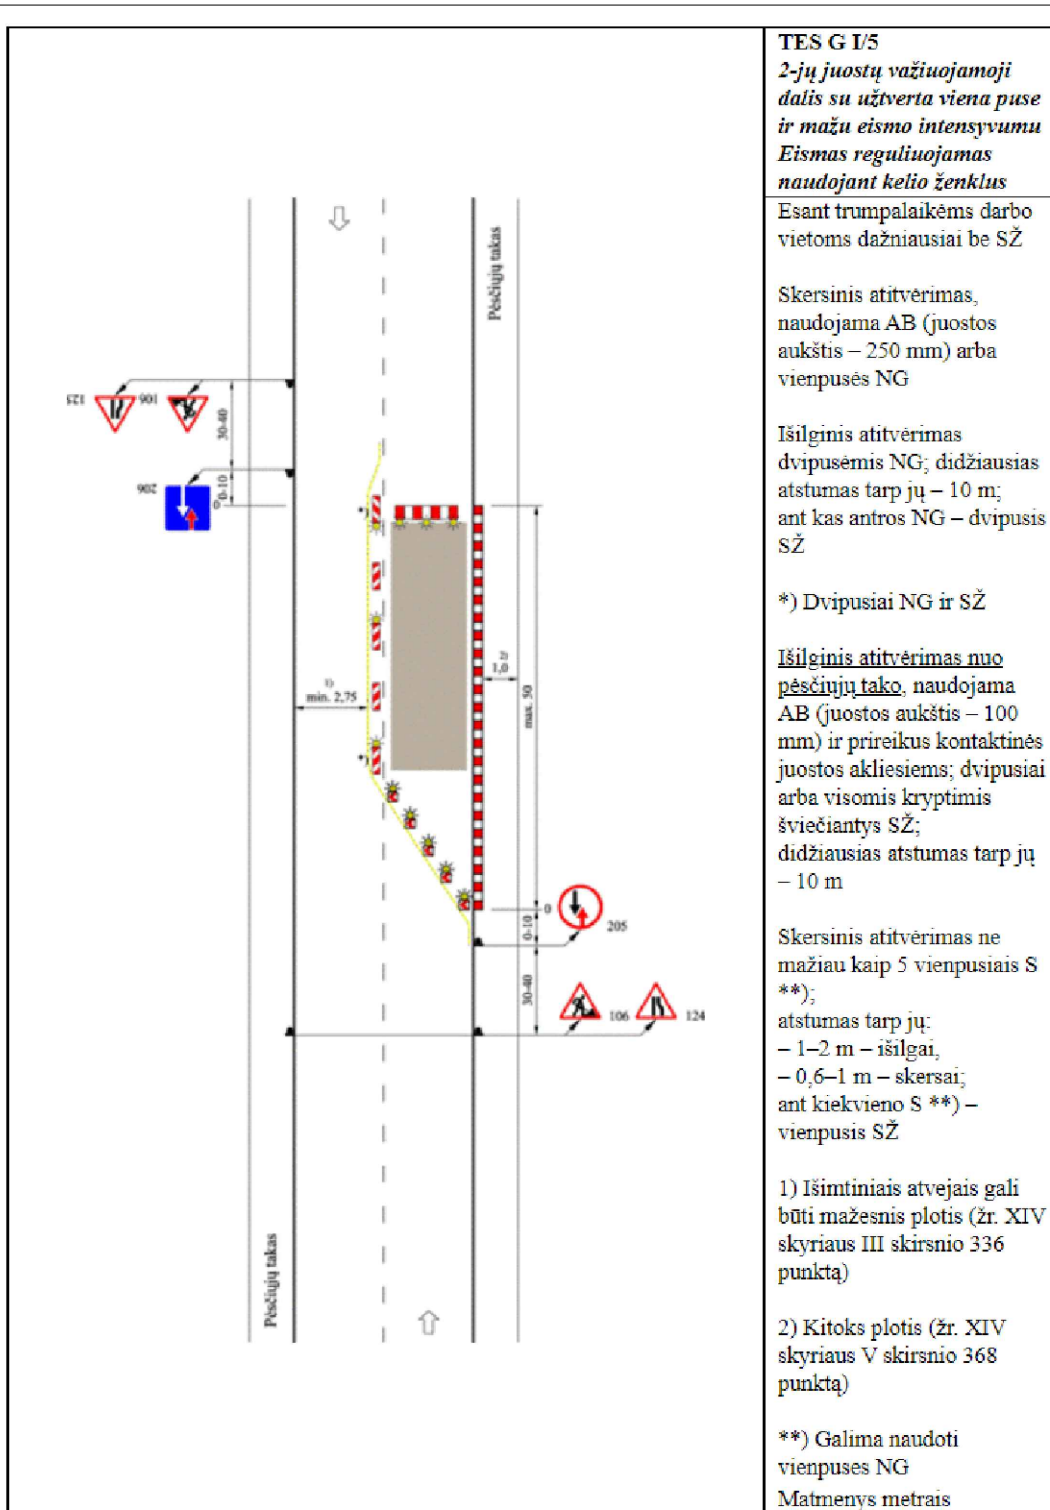 TES G I/5
2-jų juostų važiuojamoji
dalis su užtverta viena puse
ir mažu eismo intensyvumu
Eismas reguliuojamas
naudojant kelio ženklus
Esant trumpalaikėms darbo
vietoms dažniausiai be SŽ
Skersinis atitvėrimas,
naudojama AB (juostos
aukštis – 250 mm) arba
vienpusės NG
Išilginis atitvėrimas
dvipusėmis NG; didžiausias
atstumas tarp jų – 10 m;
ant kas antros NG – dvipusis
SŽ
*) Dvipusiai NG ir SŽ
Išilginis atitvėrimas nuo
pėsčiųjų tako, naudojama
AB (juostos aukštis – 100
mm) ir prireikus kontaktinės
juostos akliesiems; dvipusiai
arba visomis kryptimis
šviečiantys SŽ;
didžiausias atstumas tarp jų
– 10 m
Skersinis atitvėrimas ne
mažiau kaip 5 vienpusiais S
**);
atstumas tarp jų:
– 1–2 m – išilgai,
– 0,6–1 m – skersai;
ant kiekvieno S **) –
vienpusis SŽ
1) Išimtiniais atvejais gali
būti mažesnis plotis (žr. XIV
skyriaus III skirsnio 336
punktą)
2) Kitoks plotis (žr. XIV
skyriaus V skirsnio 368
punktą)
**) Galima naudoti
vienpuses NG
Matmenys metrais
Pėsčiųjų takas
125
106
30-40
206
0-10
0
*)
1)
min. 2,75
2)
1,0
max. 50
*)
0
0-10
205
30-40
106
124
Pėsčiųjų takas